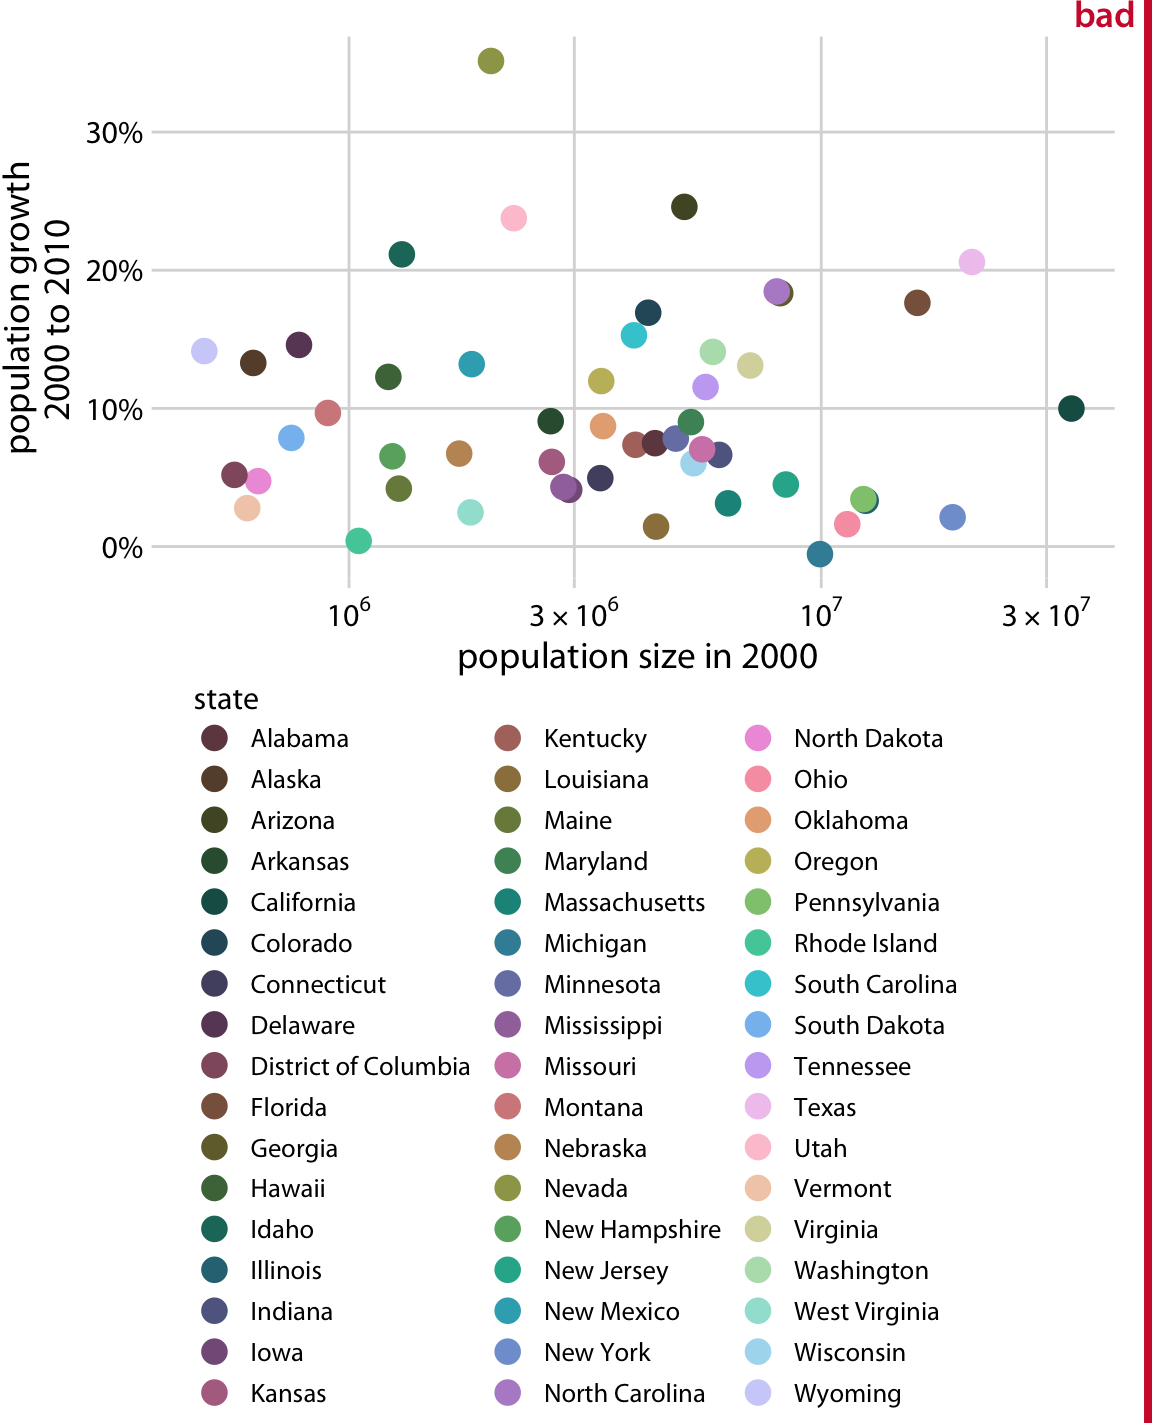 bad
population growth
2000 to 2010
30%
20%
10%
0%
10⁶
3 × 10⁶
10⁷
3 × 10⁷
population size in 2000
state
Alabama
Alaska
Arizona
Arkansas
California
Colorado
Connecticut
Delaware
District of Columbia
Florida
Georgia
Hawaii
Idaho
Illinois
Indiana
Iowa
Kansas
Kentucky
Louisiana
Maine
Maryland
Massachusetts
Michigan
Minnesota
Mississippi
Missouri
Montana
Nebraska
Nevada
New Hampshire
New Jersey
New Mexico
New York
North Carolina
North Dakota
Ohio
Oklahoma
Oregon
Pennsylvania
Rhode Island
South Carolina
South Dakota
Tennessee
Texas
Utah
Vermont
Virginia
Washington
West Virginia
Wisconsin
Wyoming